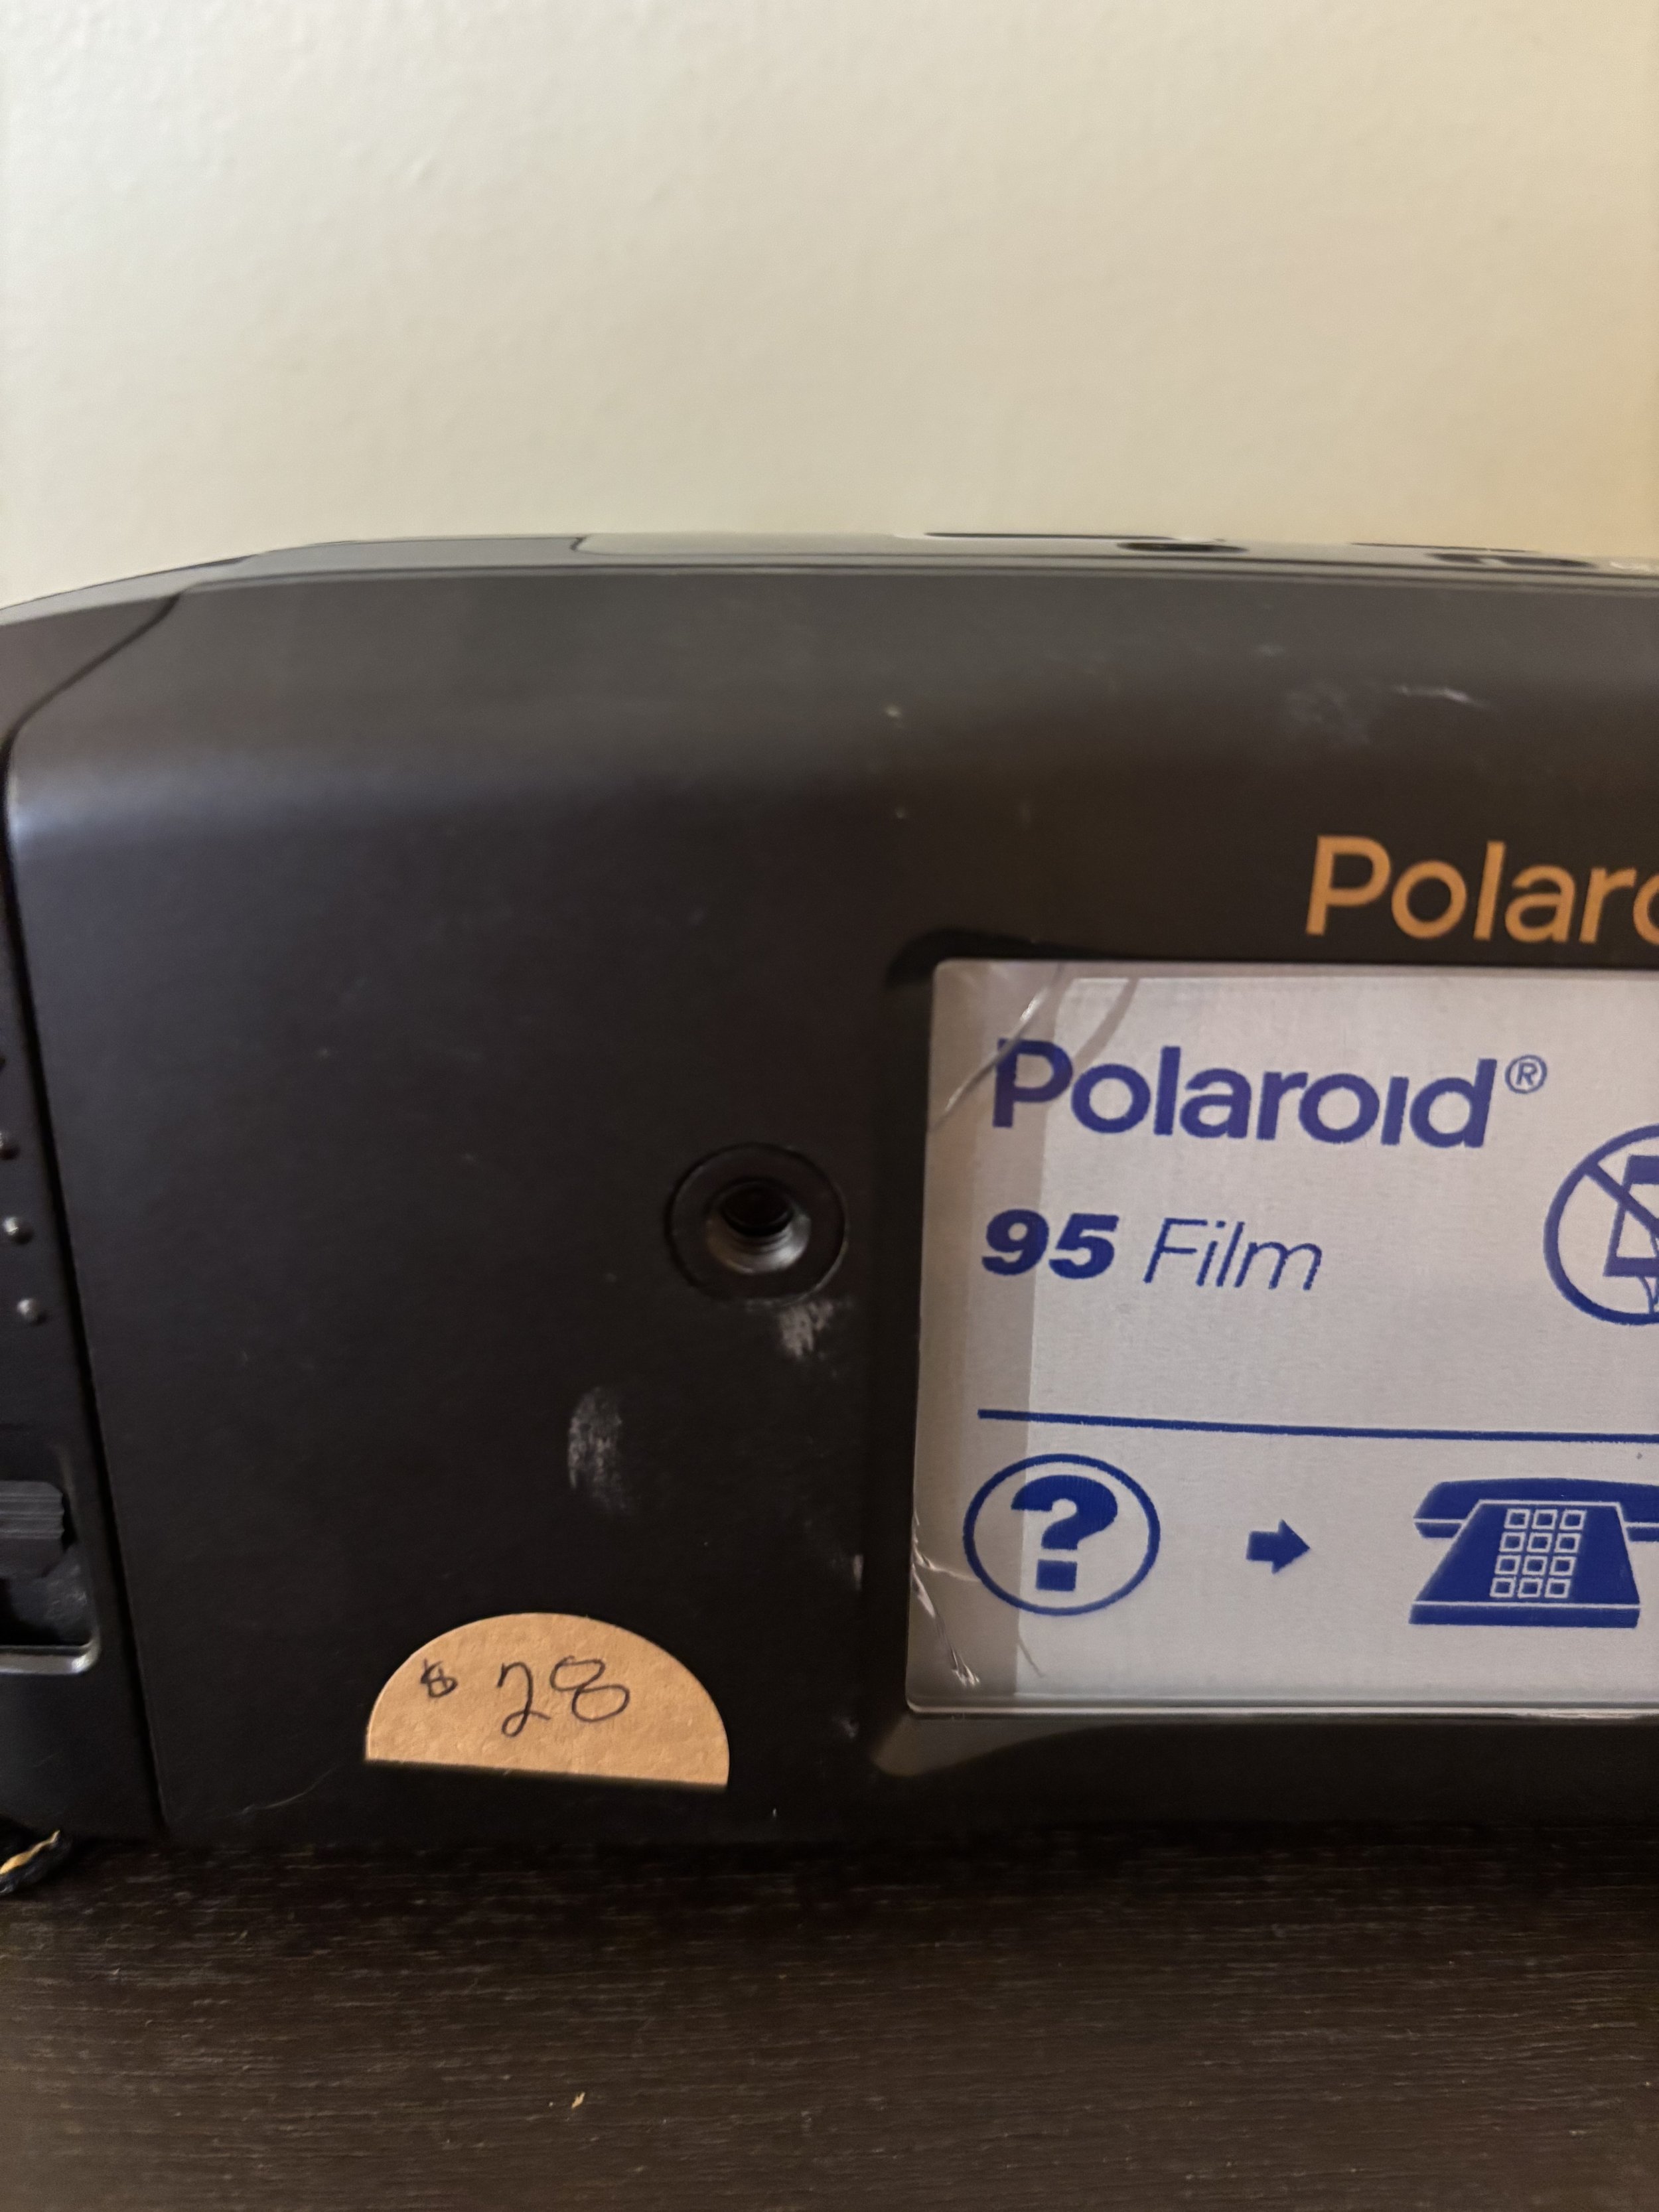 Polaro
Polaroid®
95 Film
?
$ 28